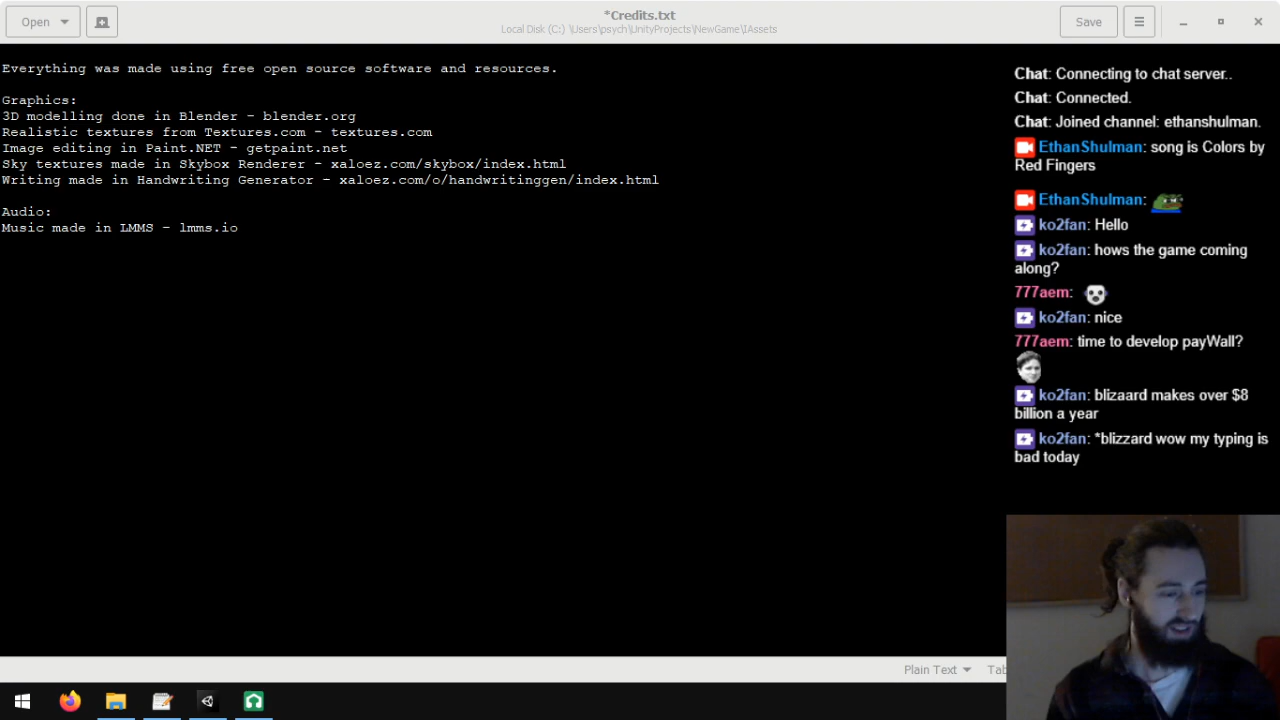 Open
*Credits.txt
Local Disk (C:) \Users\psych\UnityProjects\NewGame\IAssets
Save
Everything was made using free open source software and resources.
Graphics:
3D modelling done in Blender - blender.org
Realistic textures from Textures.com - textures.com
Image editing in Paint.NET - getpaint.net
Sky textures made in Skybox Renderer - xaloez.com/skybox/index.html
Writing made in Handwriting Generator - xaloez.com/o/handwritinggen/index.html
Audio:
Music made in LMMS - lmms.io
Chat: Connecting to chat server..
Chat: Connected.
Chat: Joined channel: ethanshulman.
EthanShulman: song is Colors by
Red Fingers
EthanShulman:
ko2fan: Hello
ko2fan: hows the game coming
along?
777aem:
ko2fan: nice
777aem: time to develop payWall?
ko2fan: blizaard makes over $8
billion a year
ko2fan: *blizzard wow my typing is
bad today
Plain Text
Tab